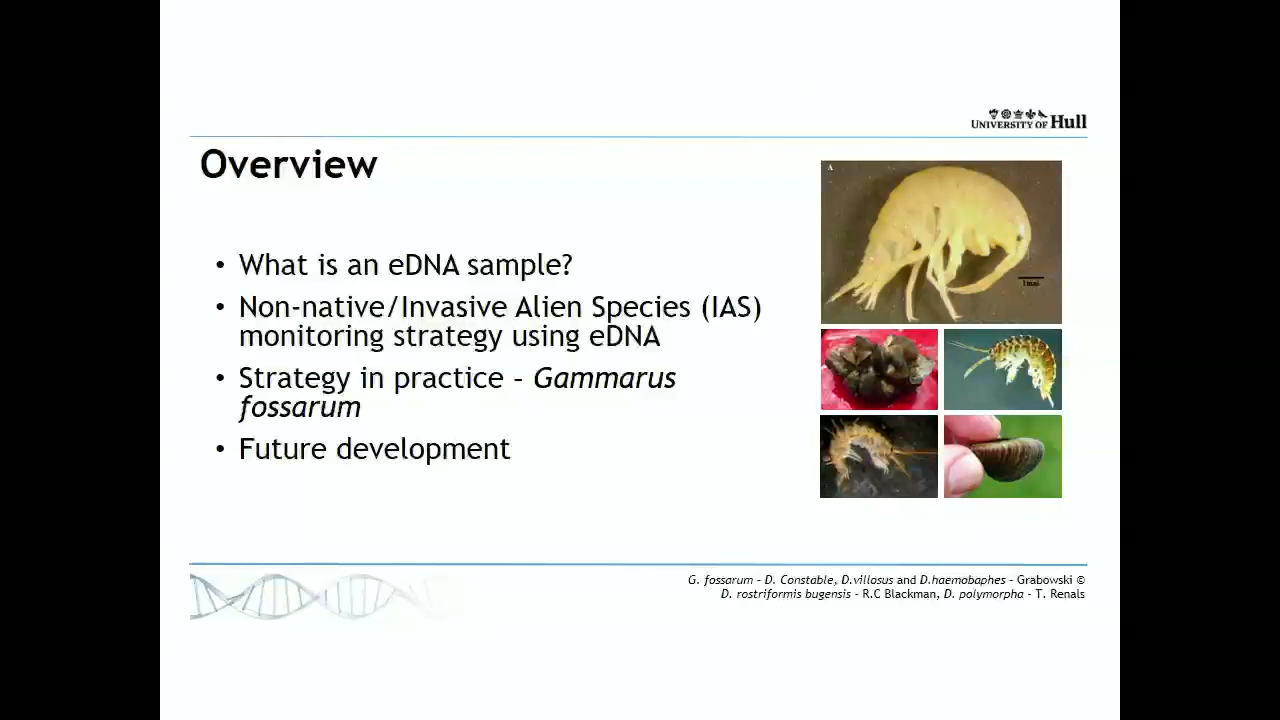 UNIVERSITY OF Hull
Overview
• What is an eDNA sample?
• Non-native/Invasive Alien Species (IAS)
monitoring strategy using eDNA
• Strategy in practice – Gammarus
fossarum
• Future development
A
1mm
G. fossarum – D. Constable, D.villosus and D.haemobaphes – Grabowski ©
D. rostriformis bugensis – R.C Blackman, D. polymorpha – T. Renals